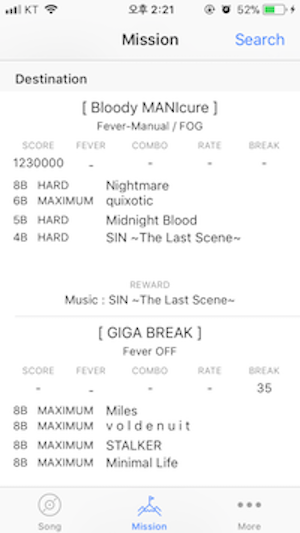 KT 오후 2:21 52%
Mission Search
Destination
[ Bloody MANIcure ]
Fever-Manual / FOG
SCORE FEVER COMBO RATE BREAK
1230000 - - - -
8B HARD Nightmare
6B MAXIMUM quixotic
5B HARD Midnight Blood
4B HARD SIN ~The Last Scene~
REWARD
Music : SIN ~The Last Scene~
[ GIGA BREAK ]
Fever OFF
SCORE FEVER COMBO RATE BREAK
- - - - 35
8B MAXIMUM Miles
8B MAXIMUM v o l d e n u i t
8B MAXIMUM STALKER
8B MAXIMUM Minimal Life
Song Mission More